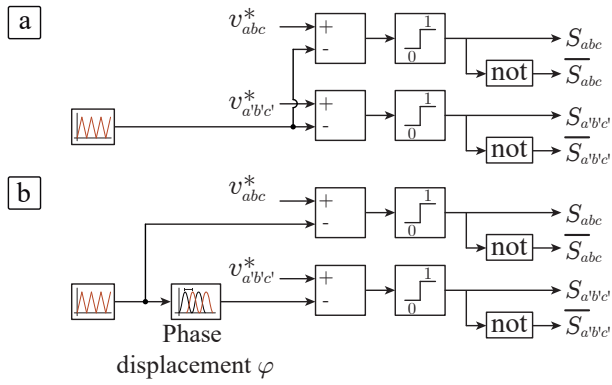 a
v*abc
+
-
1
0
Sabc
not
S̅abc
v*a'b'c'
+
-
1
0
Sa'b'c'
not
S̅a'b'c'
b
v*abc
+
-
1
0
Sabc
not
S̅abc
v*a'b'c'
+
-
1
0
Sa'b'c'
not
S̅a'b'c'
Phase
displacement φ